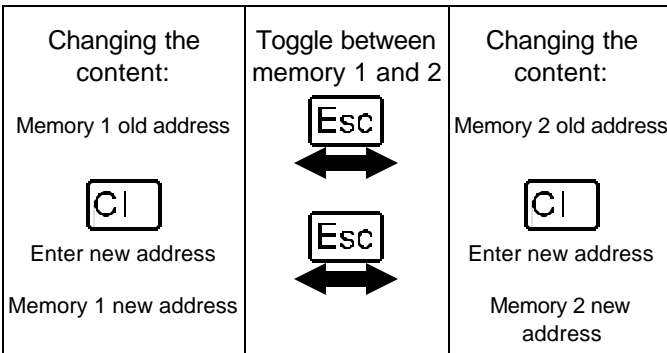 Changing the
content:
Memory 1 old address
Cl
Enter new address
Memory 1 new address
Toggle between
memory 1 and 2
Esc
Esc
Changing the
content:
Memory 2 old address
Cl
Enter new address
Memory 2 new
address